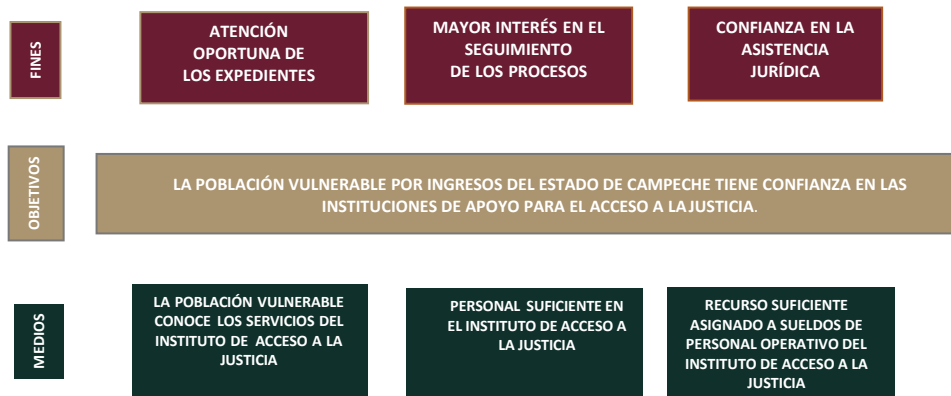 FINES
ATENCIÓN
OPORTUNA DE
LOS EXPEDIENTES
MAYOR INTERÉS EN EL
SEGUIMIENTO
DE LOS PROCESOS
CONFIANZA EN LA
ASISTENCIA
JURÍDICA
OBJETIVOS
LA POBLACIÓN VULNERABLE POR INGRESOS DEL ESTADO DE CAMPECHE TIENE CONFIANZA EN LAS
INSTITUCIONES DE APOYO PARA EL ACCESO A LA JUSTICIA.
MEDIOS
LA POBLACIÓN VULNERABLE
CONOCE LOS SERVICIOS DEL
INSTITUTO DE ACCESO A LA
JUSTICIA
PERSONAL SUFICIENTE EN
EL INSTITUTO DE ACCESO A
LA JUSTICIA
RECURSO SUFICIENTE
ASIGNADO A SUELDOS DE
PERSONAL OPERATIVO DEL
INSTITUTO DE ACCESO A LA
JUSTICIA